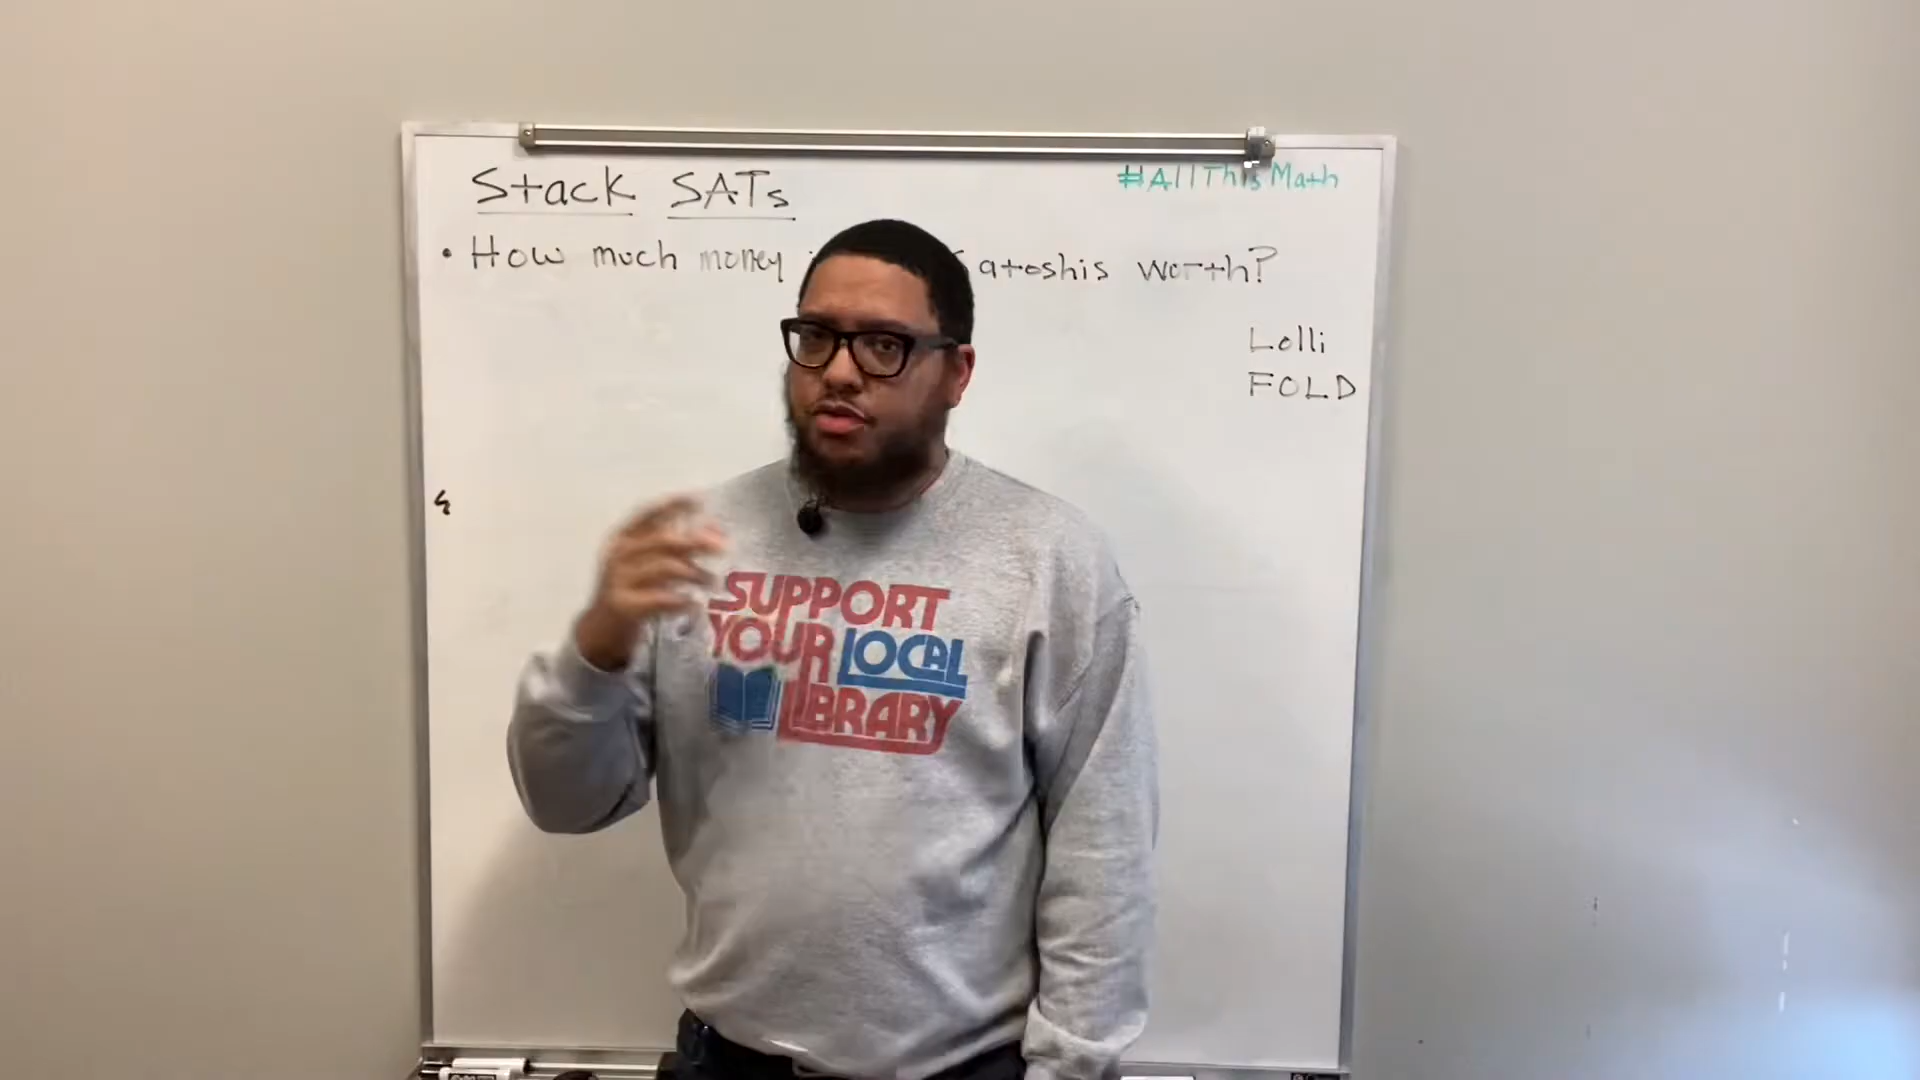 Stack SATs
#AllThisMath
• How much money atoshis worth?
Lolli
FOLD
SUPPORT
YOUR LOCAL
LIBRARY